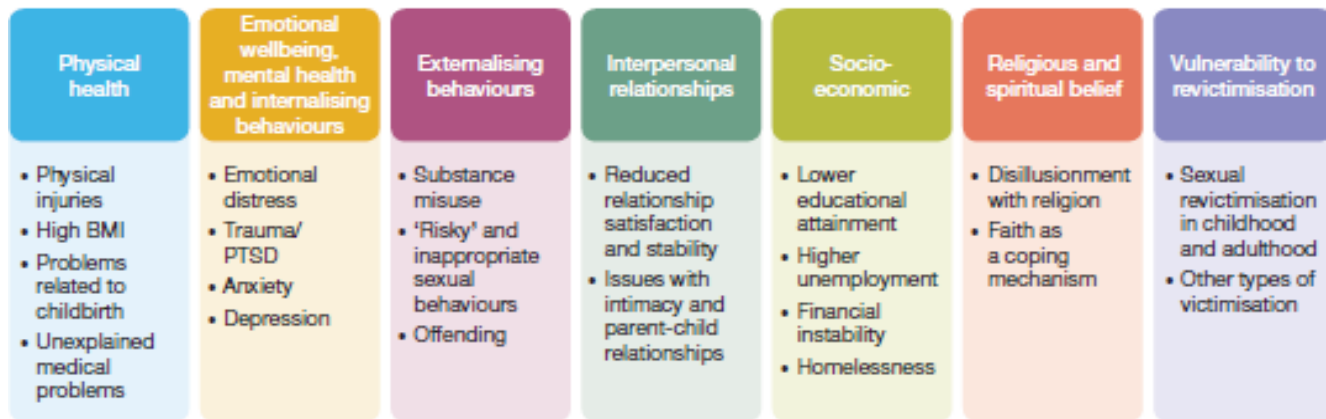 Physical
health
• Physical
injuries
• High BMI
• Problems
related to
childbirth
• Unexplained
medical
problems
Emotional
wellbeing,
mental health
and internalising
behaviours
• Emotional
distress
• Trauma/
PTSD
• Anxiety
• Depression
Externalising
behaviours
• Substance
misuse
• ‘Risky’ and
inappropriate
sexual
behaviours
• Offending
Interpersonal
relationships
• Reduced
relationship
satisfaction
and stability
• Issues with
intimacy and
parent-child
relationships
Socio-
economic
• Lower
educational
attainment
• Higher
unemployment
• Financial
instability
• Homelessness
Religious and
spiritual belief
• Disillusionment
with religion
• Faith as
a coping
mechanism
Vulnerability to
revictimisation
• Sexual
revictimisation
in childhood
and adulthood
• Other types of
victimisation